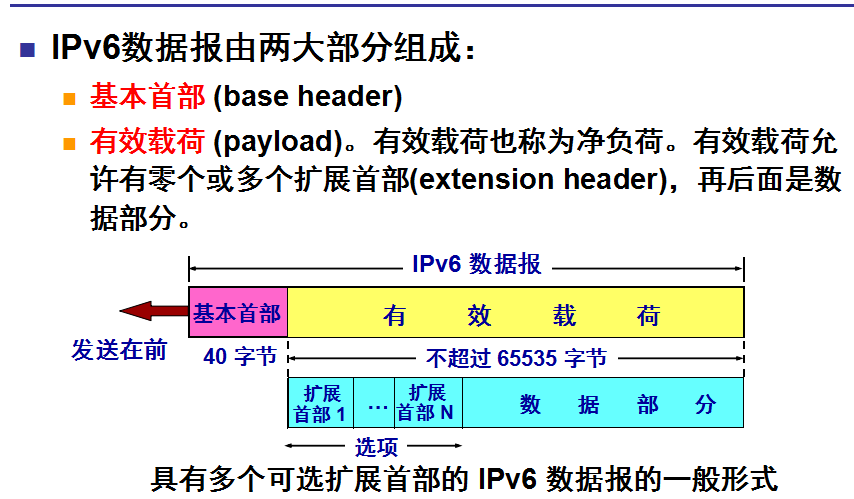 IPv6数据报由两大部分组成：
基本首部 (base header)
有效载荷 (payload)。有效载荷也称为净负荷。有效载荷允
许有零个或多个扩展首部(extension header)，再后面是数
据部分。
IPv6 数据报
基本首部
有 效 载 荷
发送在前
40 字节
不超过 65535 字节
扩展
首部 1
…
扩展
首部 N
数 据 部 分
选项
具有多个可选扩展首部的 IPv6 数据报的一般形式